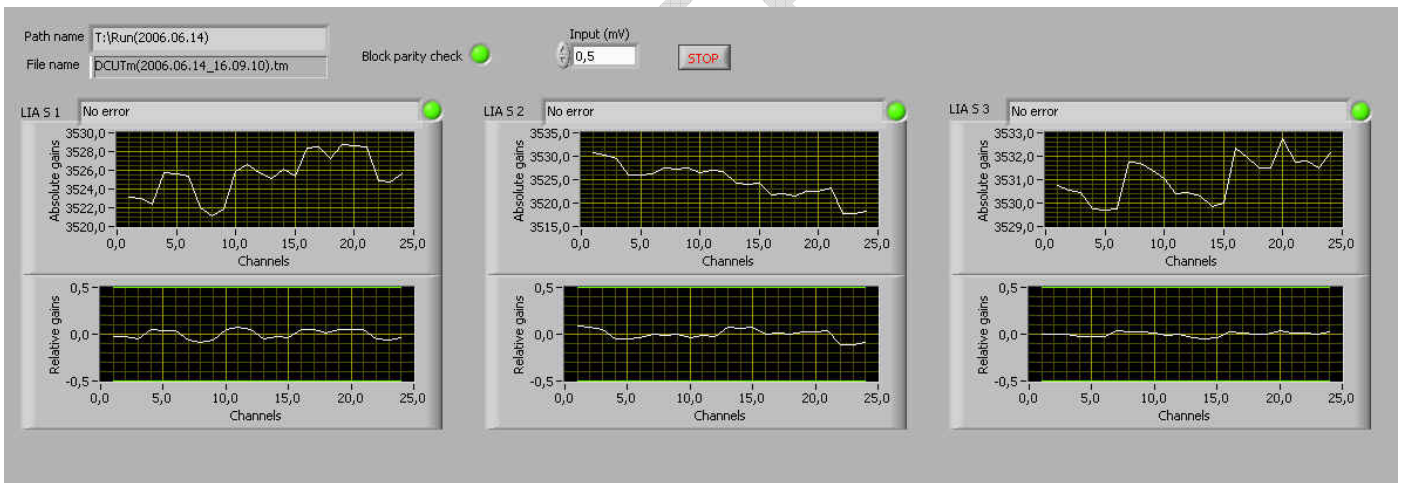 Path name T:\Run(2006.06.14)
File name DCUTm(2006.06.14_16.09.10).tm
Block parity check
Input (mV)
0,5
STOP
LIA S 1 No error
Absolute gains
3530,0
3528,0
3526,0
3524,0
3522,0
3520,0
0,0 5,0 10,0 15,0 20,0 25,0
Channels
Relative gains
0,5
0,0
-0,5
0,0 5,0 10,0 15,0 20,0 25,0
Channels
LIA S 2 No error
Absolute gains
3535,0
3530,0
3525,0
3520,0
3515,0
0,0 5,0 10,0 15,0 20,0 25,0
Channels
Relative gains
0,5
0,0
-0,5
0,0 5,0 10,0 15,0 20,0 25,0
Channels
LIA S 3 No error
Absolute gains
3533,0
3532,0
3531,0
3530,0
3529,0
0,0 5,0 10,0 15,0 20,0 25,0
Channels
Relative gains
0,5
0,0
-0,5
0,0 5,0 10,0 15,0 20,0 25,0
Channels